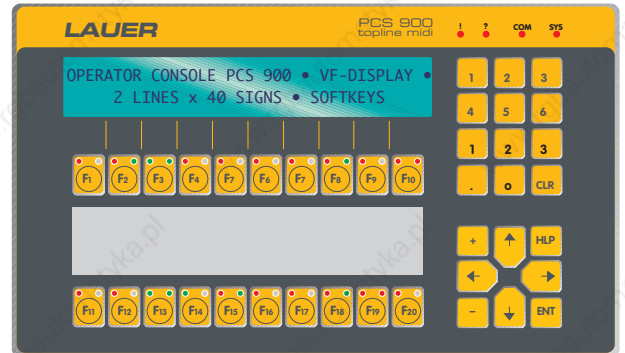 LAUER
PCS 900
topline midi
! ? COM SYS
OPERATOR CONSOLE PCS 900 • VF-DISPLAY •
2 LINES x 40 SIGNS • SOFTKEYS
1 2 3
4 5 6
1 2 3
. 0 CLR
F1 F2 F3 F4 F7 F6 F7 F8 F9 F10
+ HLP
- ENT
F11 F12 F13 F14 F15 F16 F17 F18 F19 F20